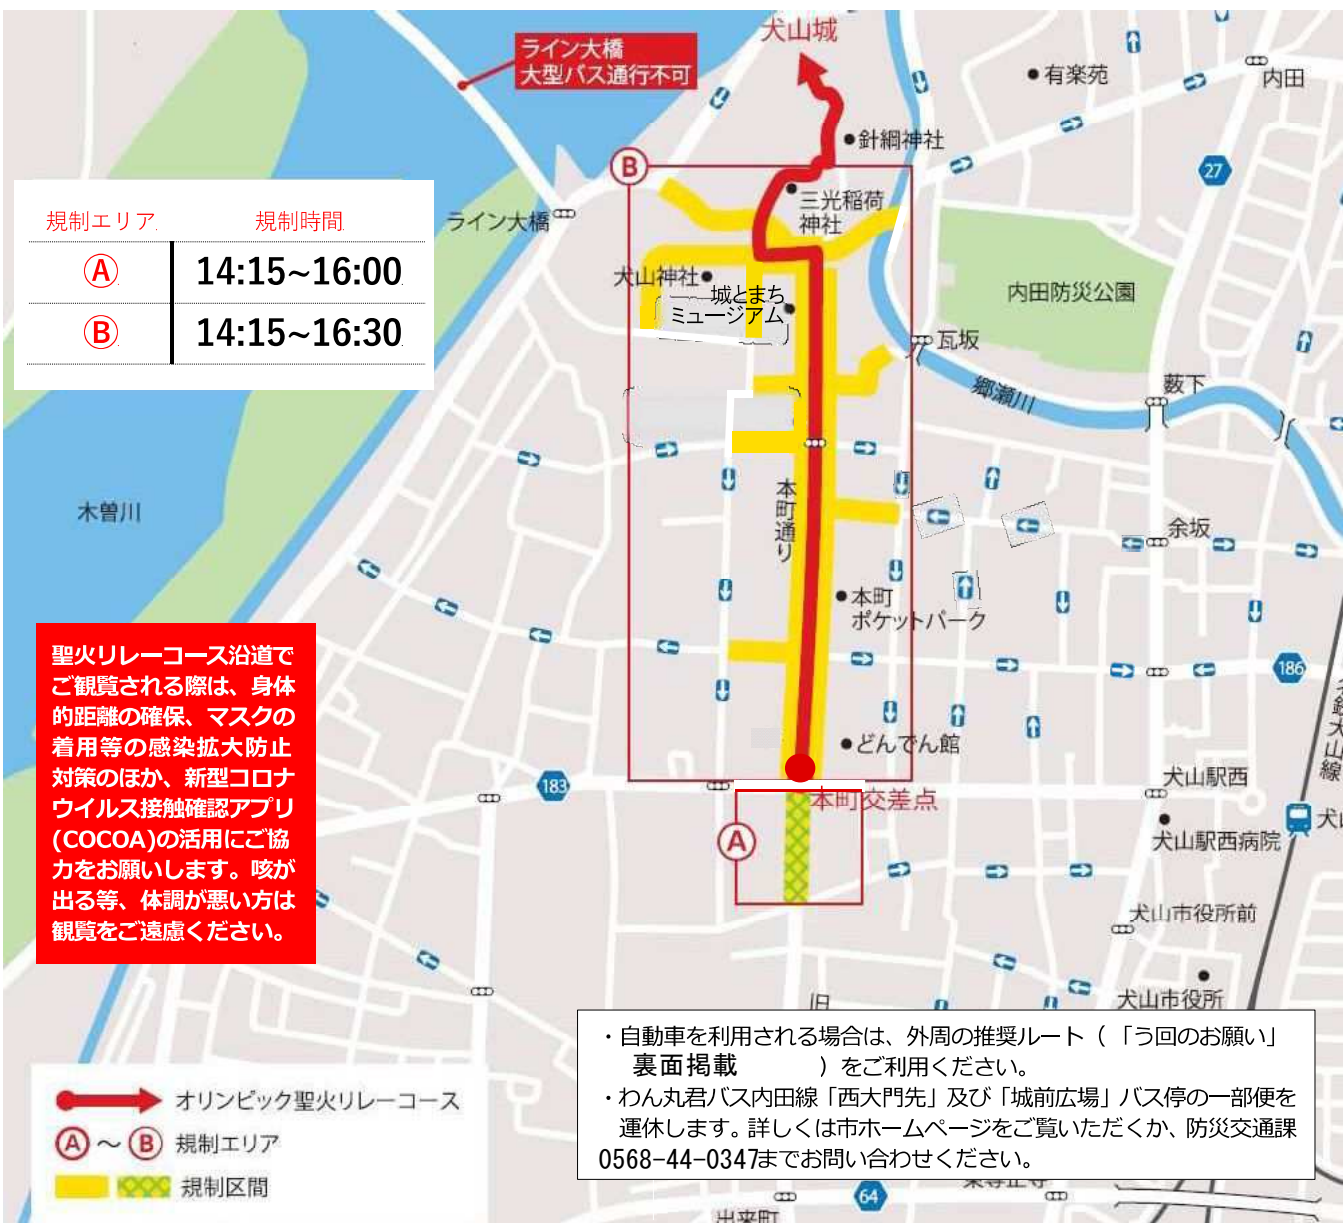 犬山城
ライン大橋
大型バス通行不可
有楽苑
内田
針綱神社
27
B
三光稲荷
神社
ライン大橋
規制エリア 規制時間
A 14:15~16:00
B 14:15~16:30
犬山神社
城とまち
ミュージアム
内田防災公園
瓦坂
郷瀬川
薮下
木曽川
本町通り
余坂
本町
ポケットパーク
186
聖火リレーコース沿道で
ご観覧される際は、身体
的距離の確保、マスクの
着用等の感染拡大防止
対策のほか、新型コロナ
ウイルス接触確認アプリ
(COCOA)の活用にご協
力をお願いします。咳が
出る等、体調が悪い方は
観覧をご遠慮ください。
どんでん館
183
本町交差点
犬山駅西
犬山線
犬山
A
犬山駅西病院
犬山市役所前
犬山市役所
旧
・自動車を利用される場合は、外周の推奨ルート（「う回のお願い」
裏面掲載 ）をご利用ください。
・わん丸君バス内田線「西大門先」及び「城前広場」バス停の一部便を
運休します。詳しくは市ホームページをご覧いただくか、防災交通課
0568-44-0347までお問い合わせください。
オリンピック聖火リレーコース
A～B 規制エリア
規制区間
64
出来町